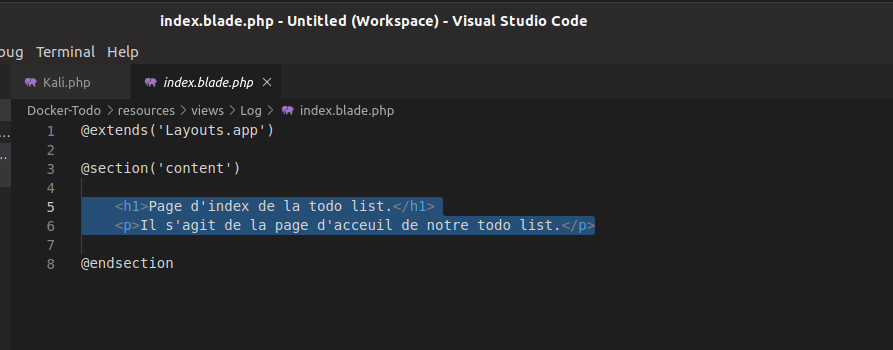 index.blade.php - Untitled (Workspace) - Visual Studio Code
bug Terminal Help
Kali.php index.blade.php ×
Docker-Todo > resources > views > Log > index.blade.php
1 @extends('Layouts.app')
2
3 @section('content')
4
5 <h1>Page d'index de la todo list.</h1>
6 <p>Il s'agit de la page d'acceuil de notre todo list.</p>
7
8 @endsection